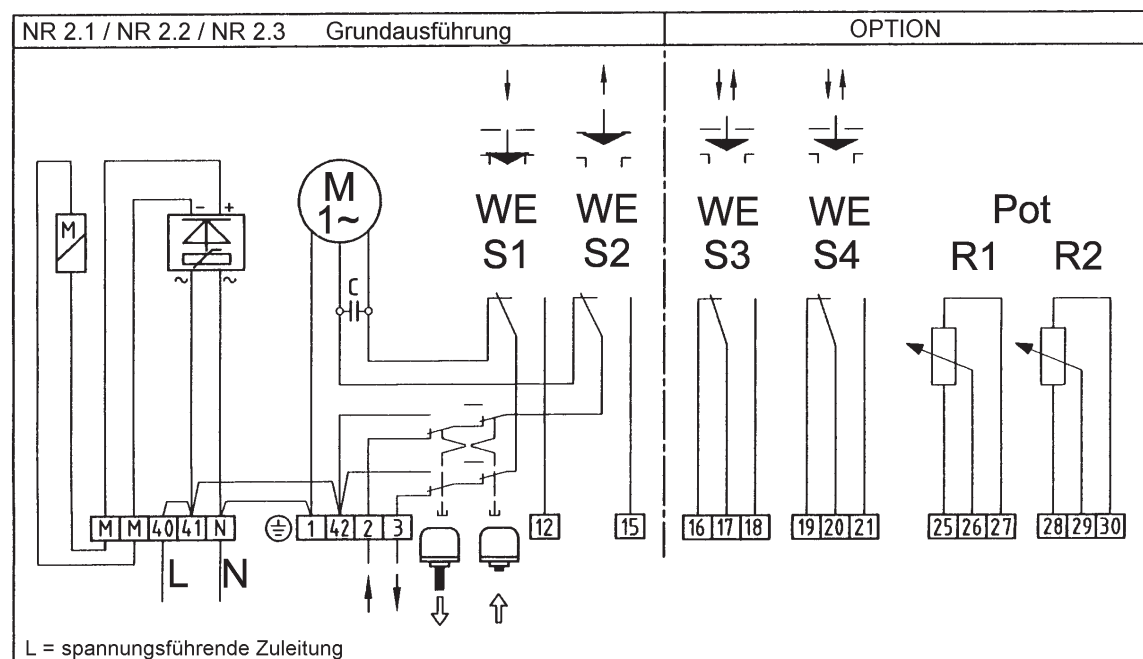 NR 2.1 / NR 2.2 / NR 2.3 Grundausführung OPTION
M
1~
- +
M
~ ~
C
WE WE WE WE Pot
S1 S2 S3 S4 R1 R2
M M 40 41 N 1 42 2 3 12 15 16 17 18 19 20 21 25 26 27 28 29 30
L N
L = spannungsführende Zuleitung